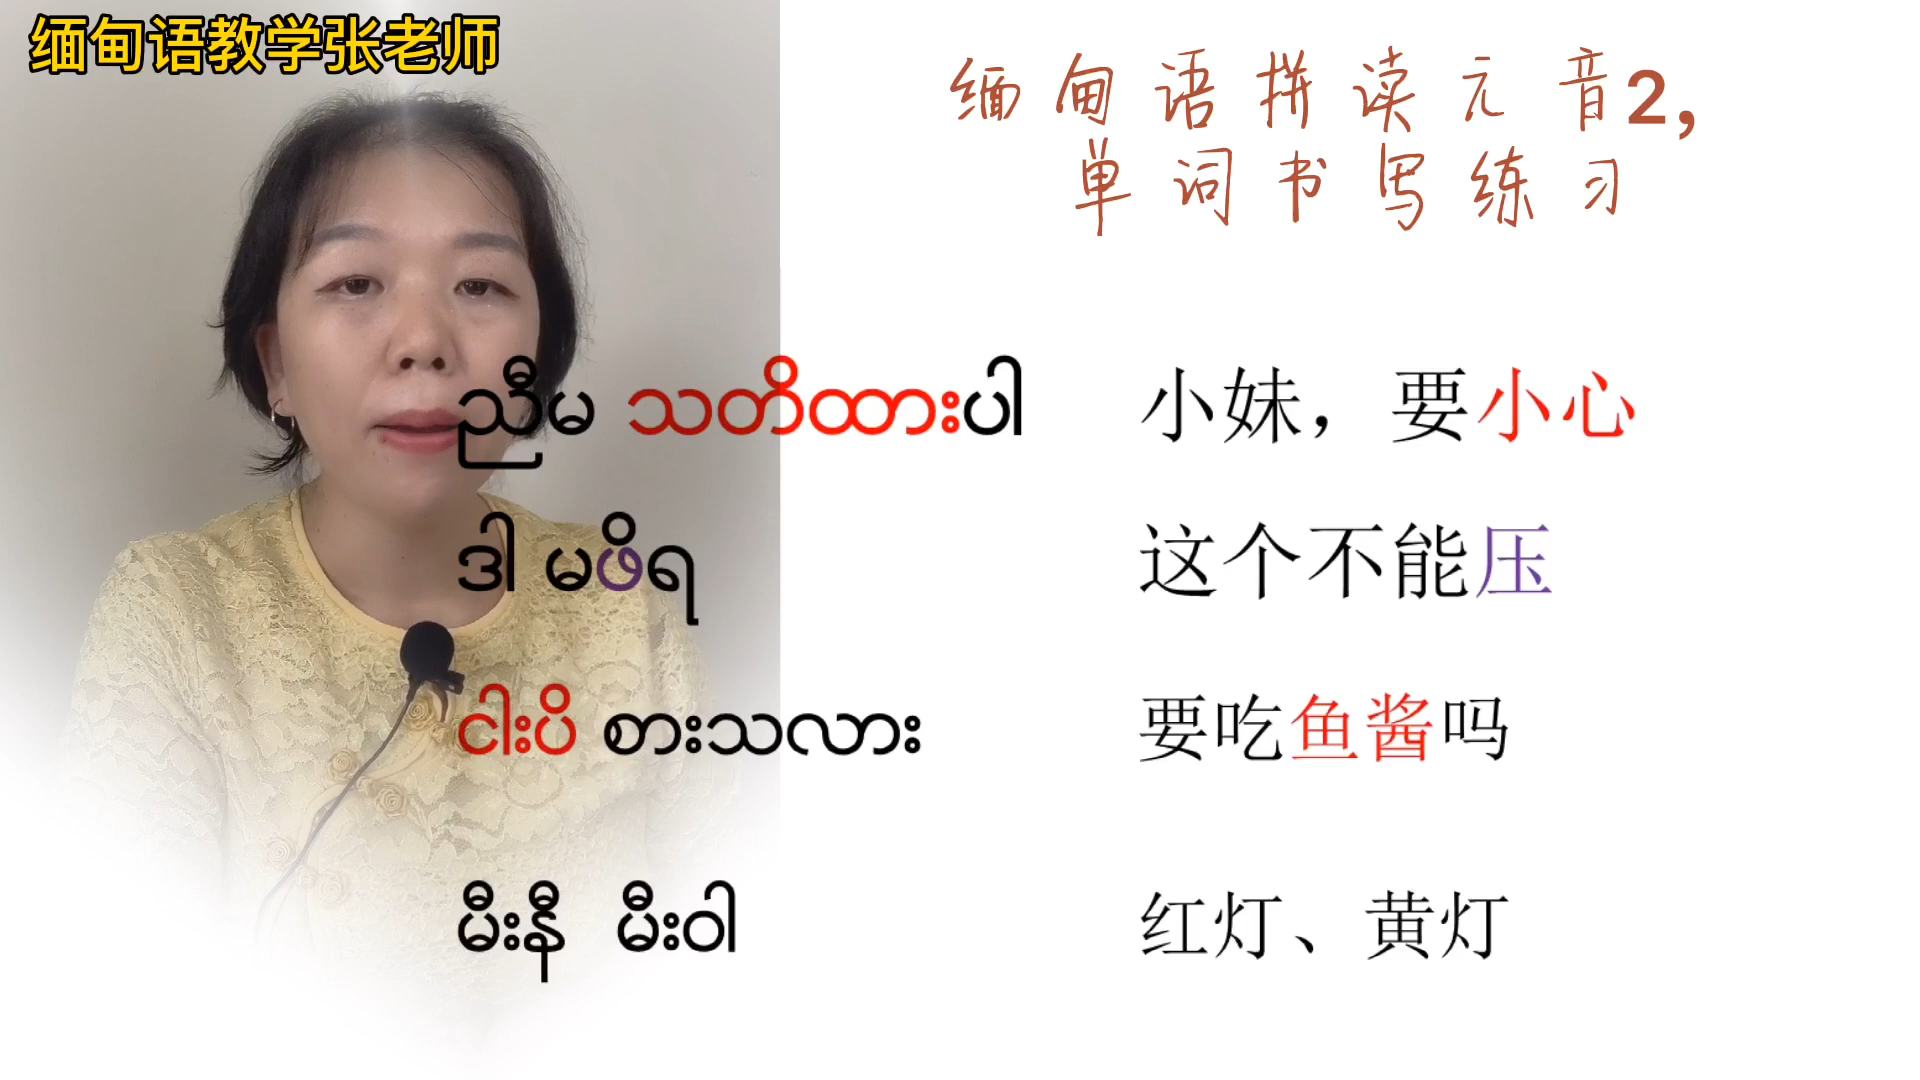 缅甸语教学张老师
缅甸语拼读元音2，
单词书写练习
ညီမ သတိထားပါ 小妹，要小心
ဒါ မဖိရ 这个不能压
ငါးပိ စားသလား 要吃鱼酱吗
မီးနီ မီးဝါ 红灯、黄灯